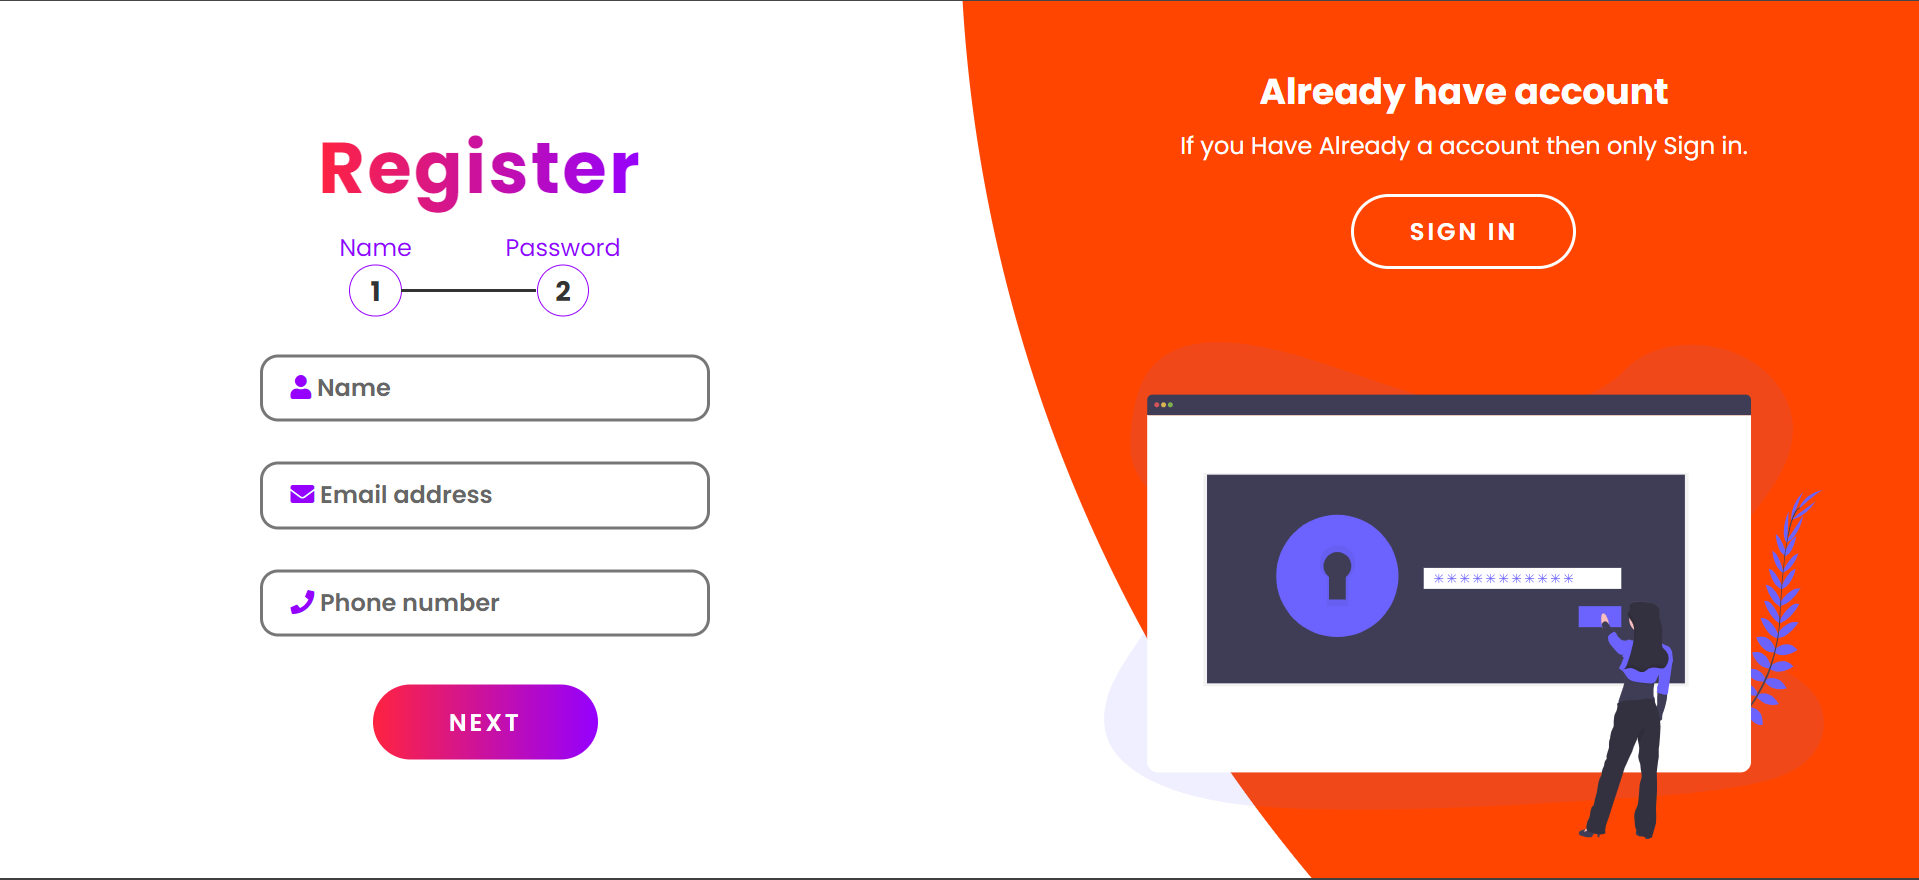 Register
Name Password
1 2
Name
Email address
Phone number
NEXT
Already have account
If you Have Already a account then only Sign in.
SIGN IN
***********